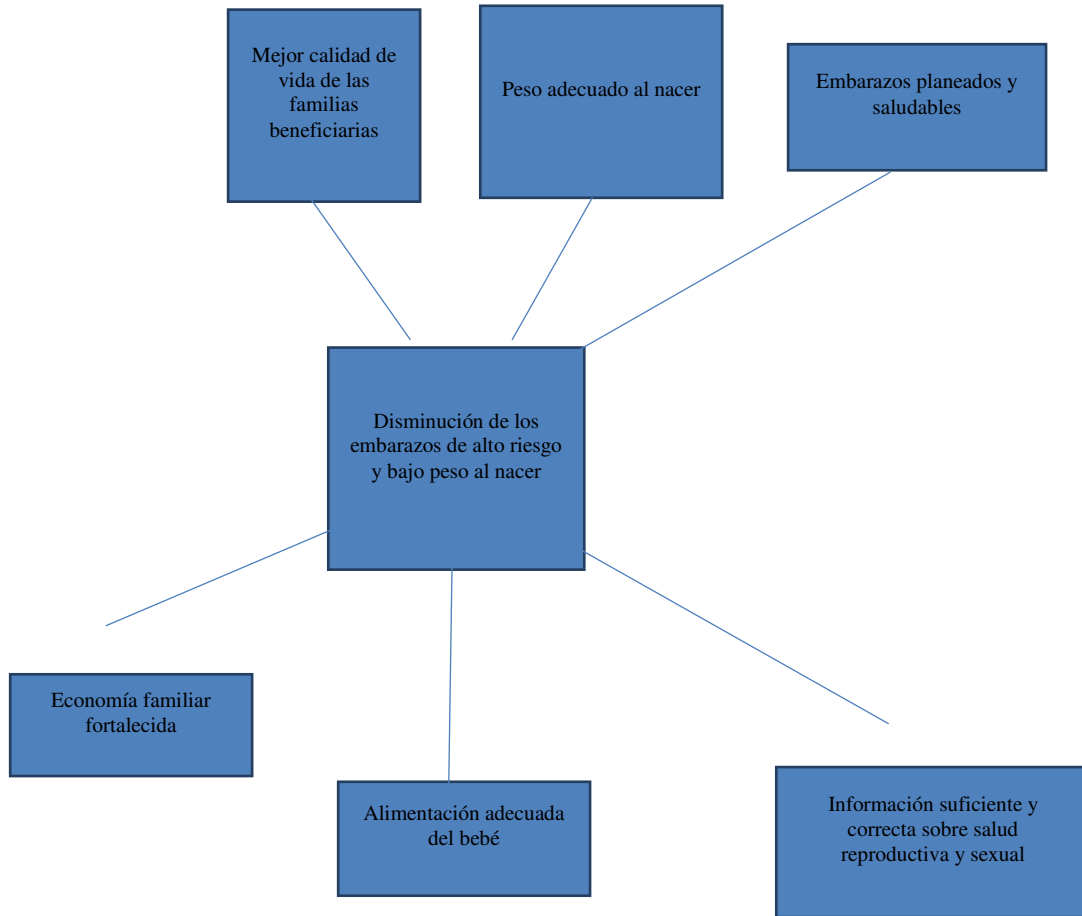 Mejor calidad de
vida de las
familias
beneficiarias
Peso adecuado al nacer
Embarazos planeados y
saludables
Disminución de los
embarazos de alto riesgo
y bajo peso al nacer
Economía familiar
fortalecida
Alimentación adecuada
del bebé
Información suficiente y
correcta sobre salud
reproductiva y sexual